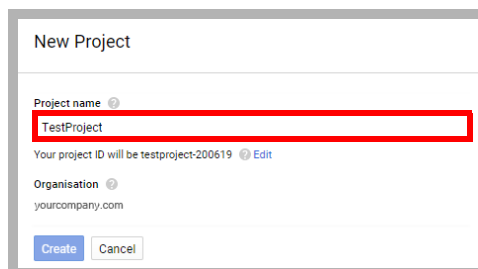 New Project
Project name ?
TestProject
Your project ID will be testproject-200619 ? Edit
Organisation ?
yourcompany.com
Create Cancel